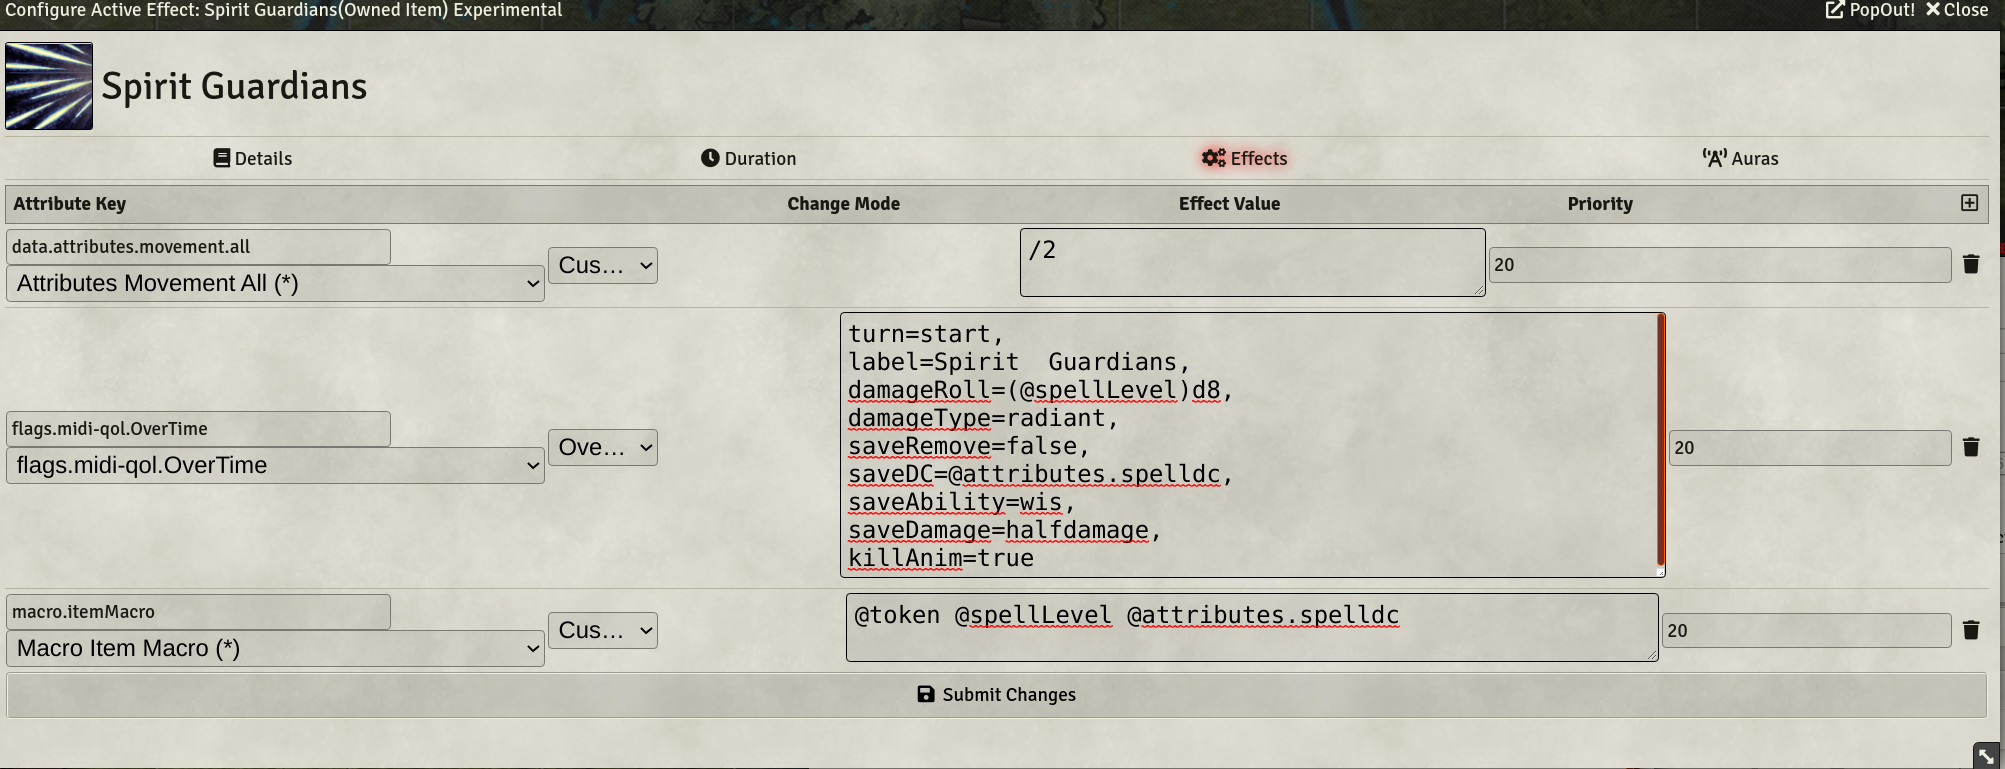 Configure Active Effect: Spirit Guardians(Owned Item) Experimental PopOut! Close
Spirit Guardians
Details Duration Effects Auras
Attribute Key Change Mode Effect Value Priority
data.attributes.movement.all
Attributes Movement All (*) Cus... /2 20
turn=start,
label=Spirit  Guardians,
damageRoll=(@spellLevel)d8,
damageType=radiant,
saveRemove=false,
saveDC=@attributes.spelldc,
saveAbility=wis,
saveDamage=halfdamage,
killAnim=true
flags.midi-qol.OverTime
flags.midi-qol.OverTime Ove... 20
macro.itemMacro
Macro Item Macro (*) Cus... @token @spellLevel @attributes.spelldc 20
Submit Changes